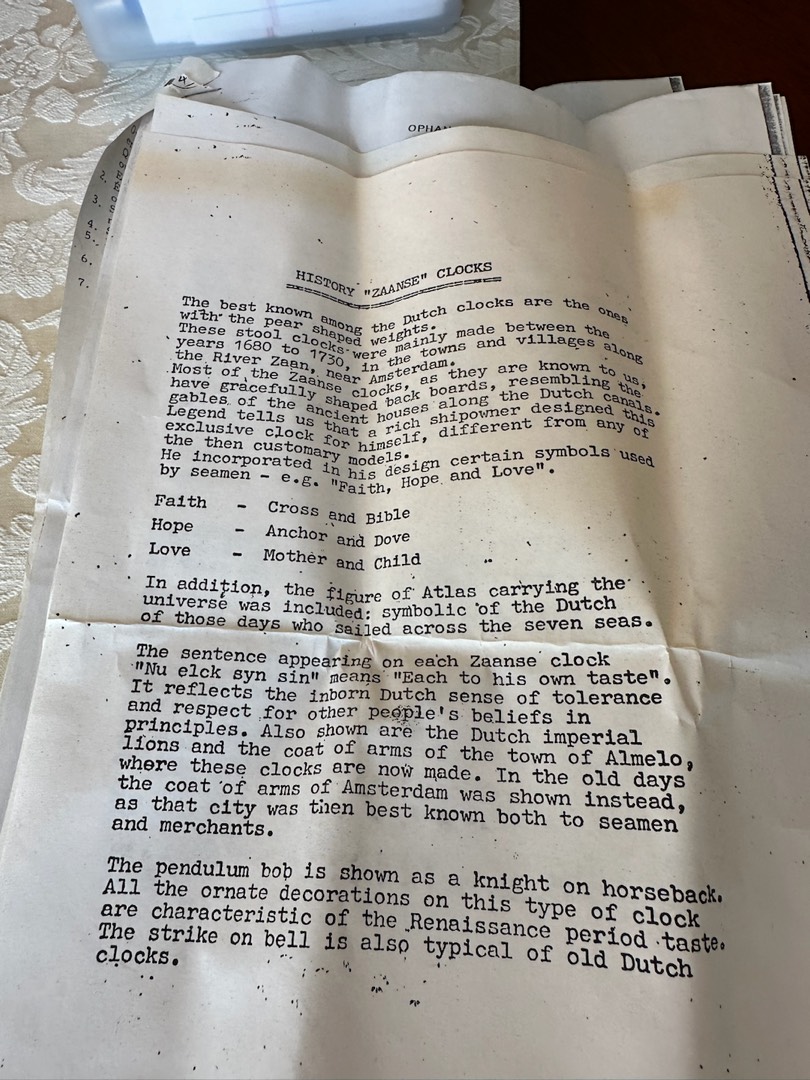 4
OPHAN
2.
3.
4.
5.
6.
7.
HISTORY "ZAANSE" CLOCKS
The best known among the Dutch clocks are the ones
with the pear shaped weights.
These stool clocks were mainly made between the
years 1680 to 1730, in the towns and villages along
the River Zaan, near Amsterdam.
Most of the Zaanse clocks, as they are known to us,
have gracefully shaped back boards, resembling the
gables of the ancient houses along the Dutch canals.
Legend tells us that a rich shipowner designed this
exclusive clock for himself, different from any of
the then customary models.
He incorporated in his design certain symbols used
by seamen - e.g. "Faith, Hope and Love".
Faith - Cross and Bible
Hope - Anchor and Dove
Love - Mother and Child
In addition, the figure of Atlas carrying the
universe was included: symbolic of the Dutch
of those days who sailed across the seven seas.
The sentence appearing on each Zaanse clock
"Nu elck syn sin" means "Each to his own taste".
It reflects the inborn Dutch sense of tolerance
and respect for other people's beliefs in
principles. Also shown are the Dutch imperial
lions and the coat of arms of the town of Almelo,
where these clocks are now made. In the old days
the coat of arms of Amsterdam was shown instead,
as that city was then best known both to seamen
and merchants.
The pendulum bob is shown as a knight on horseback.
All the ornate decorations on this type of clock
are characteristic of the Renaissance period taste.
The strike on bell is also typical of old Dutch
clocks.